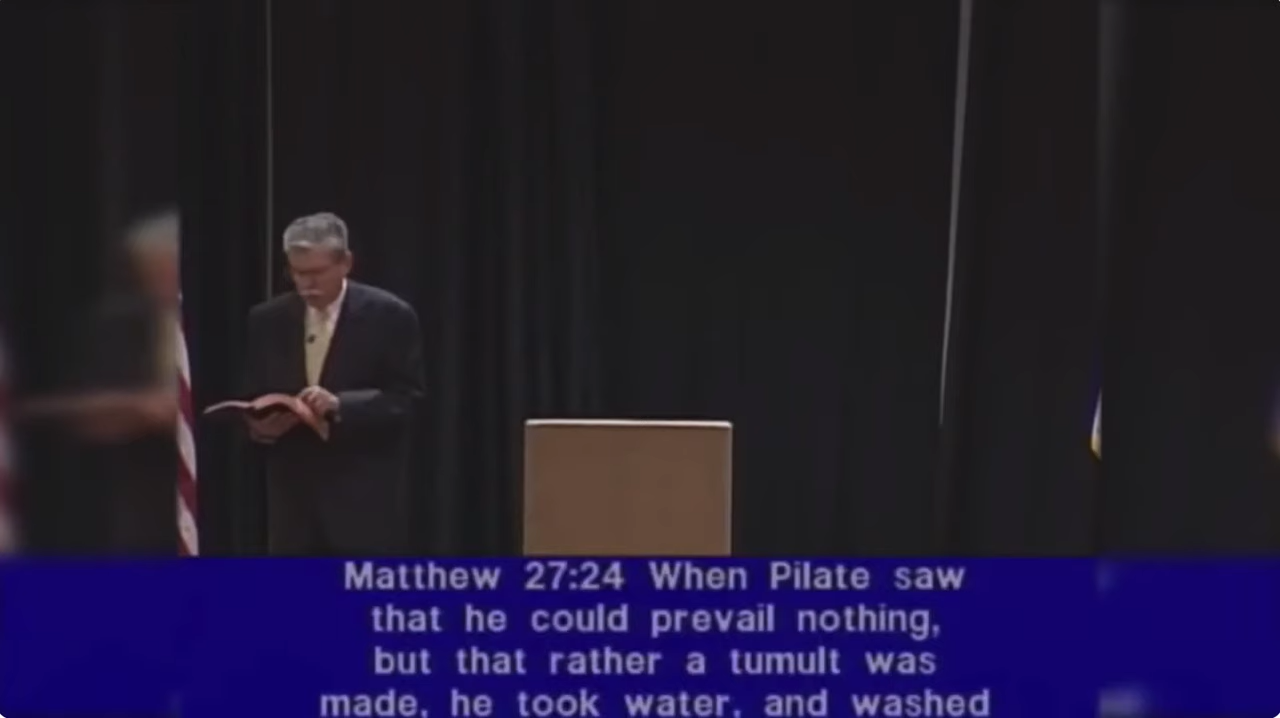 Matthew 27:24 When Pilate saw
that he could prevail nothing,
but that rather a tumult was
made, he took water, and washed